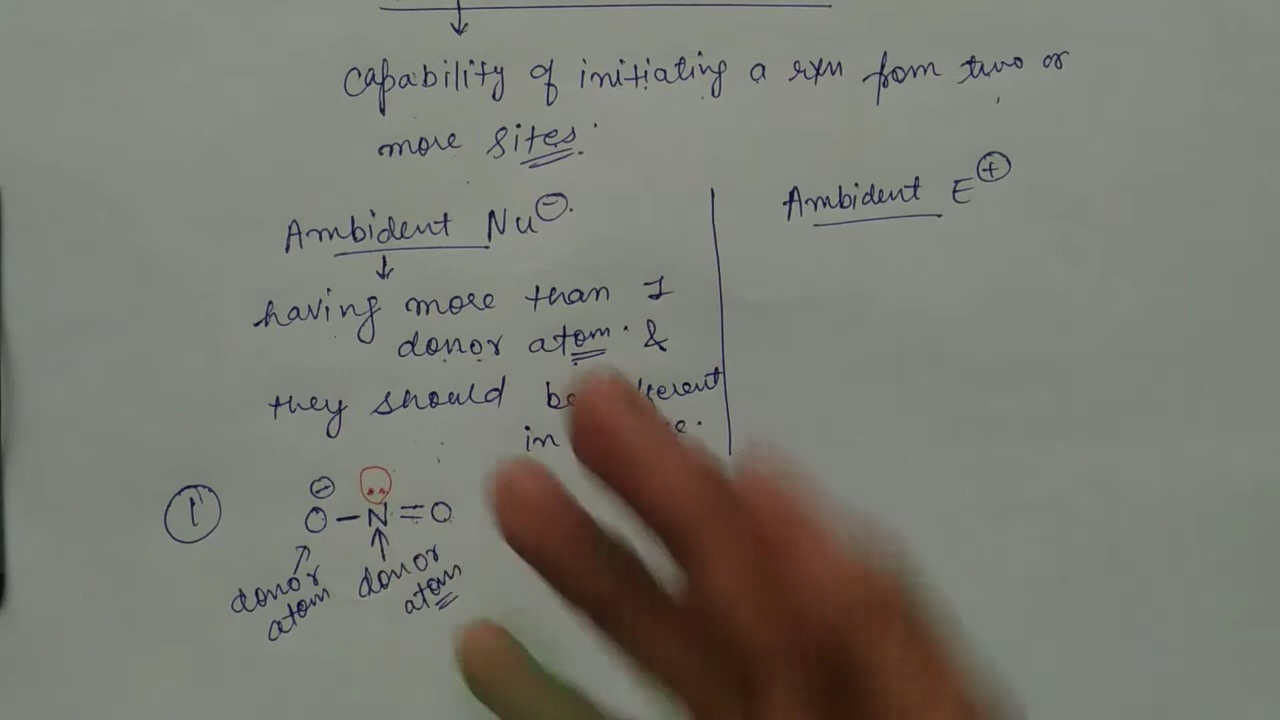 Capability of initiating a rxn from two or
more sites.
Ambident Nu⊖.
having more than 1
donor atom. &
they should be
in
Ambident E⊕
①
⊖
O–N̈=O
donor atom
donor atom